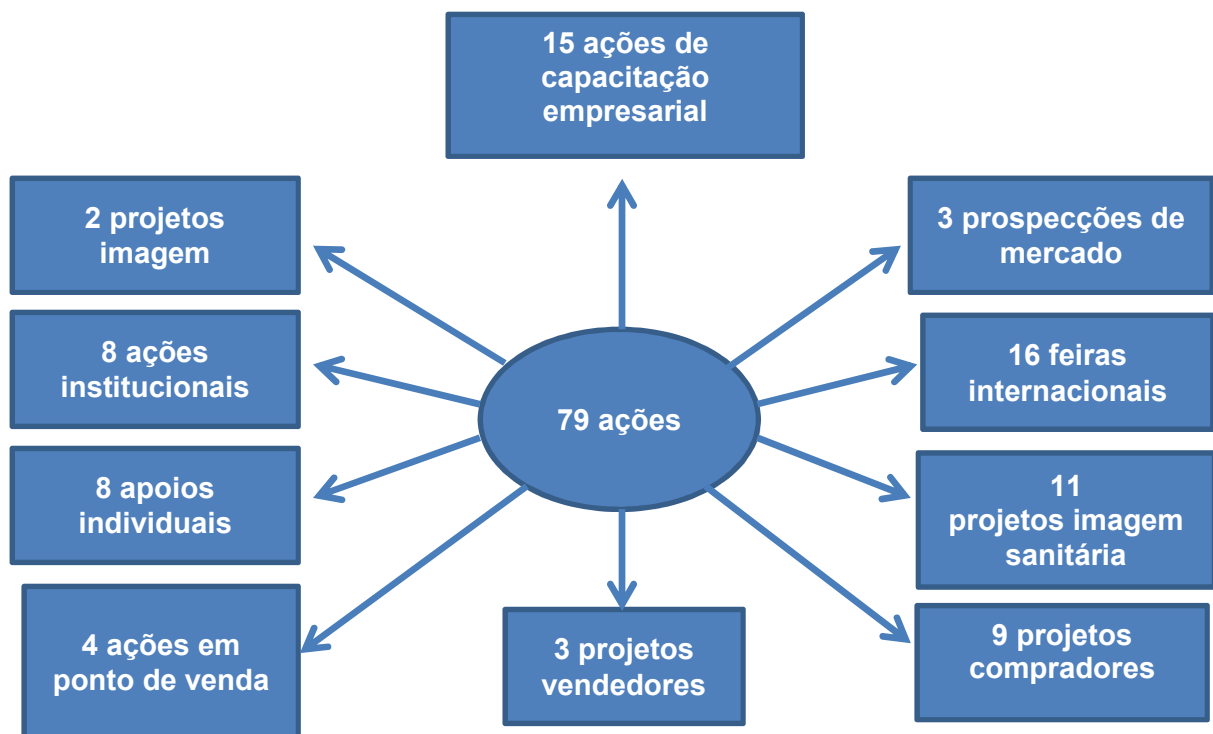 15 ações de
capacitação
empresarial
2 projetos
imagem
3 prospecções de
mercado
8 ações
institucionais
16 feiras
internacionais
79 ações
8 apoios
individuais
11
projetos imagem
sanitária
4 ações em
ponto de venda
3 projetos
vendedores
9 projetos
compradores